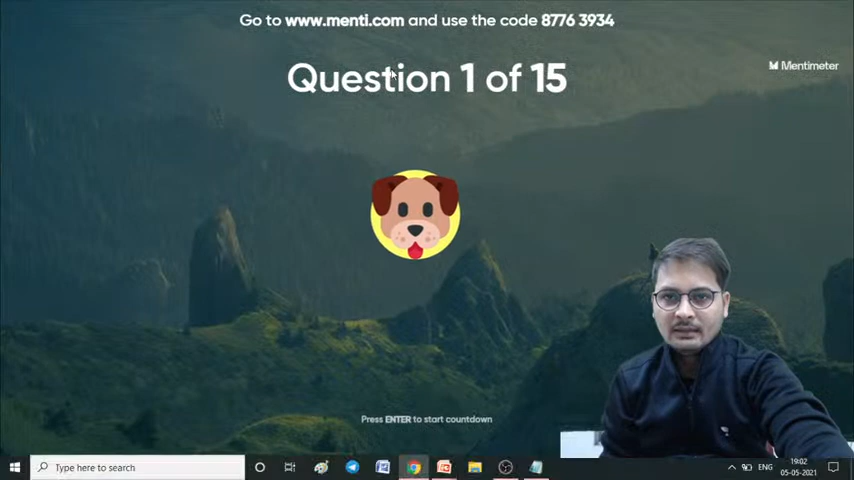 Go to www.menti.com and use the code 8776 3934
Mentimeter
Question 1 of 15
Press ENTER to start countdown
Type here to search
ENG
19:02
05-05-2021